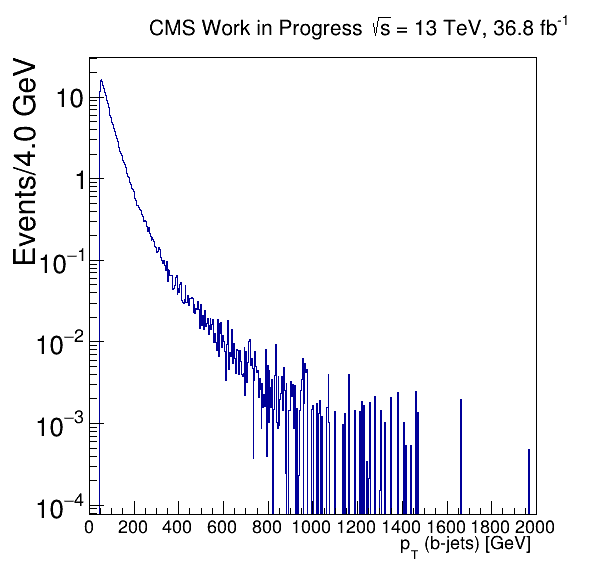 CMS Work in Progress √s = 13 TeV, 36.8 fb⁻¹
Events/4.0 GeV
10
1
10⁻¹
10⁻²
10⁻³
10⁻⁴
0 200 400 600 800 1000 1200 1400 1600 1800 2000
p_T (b-jets) [GeV]